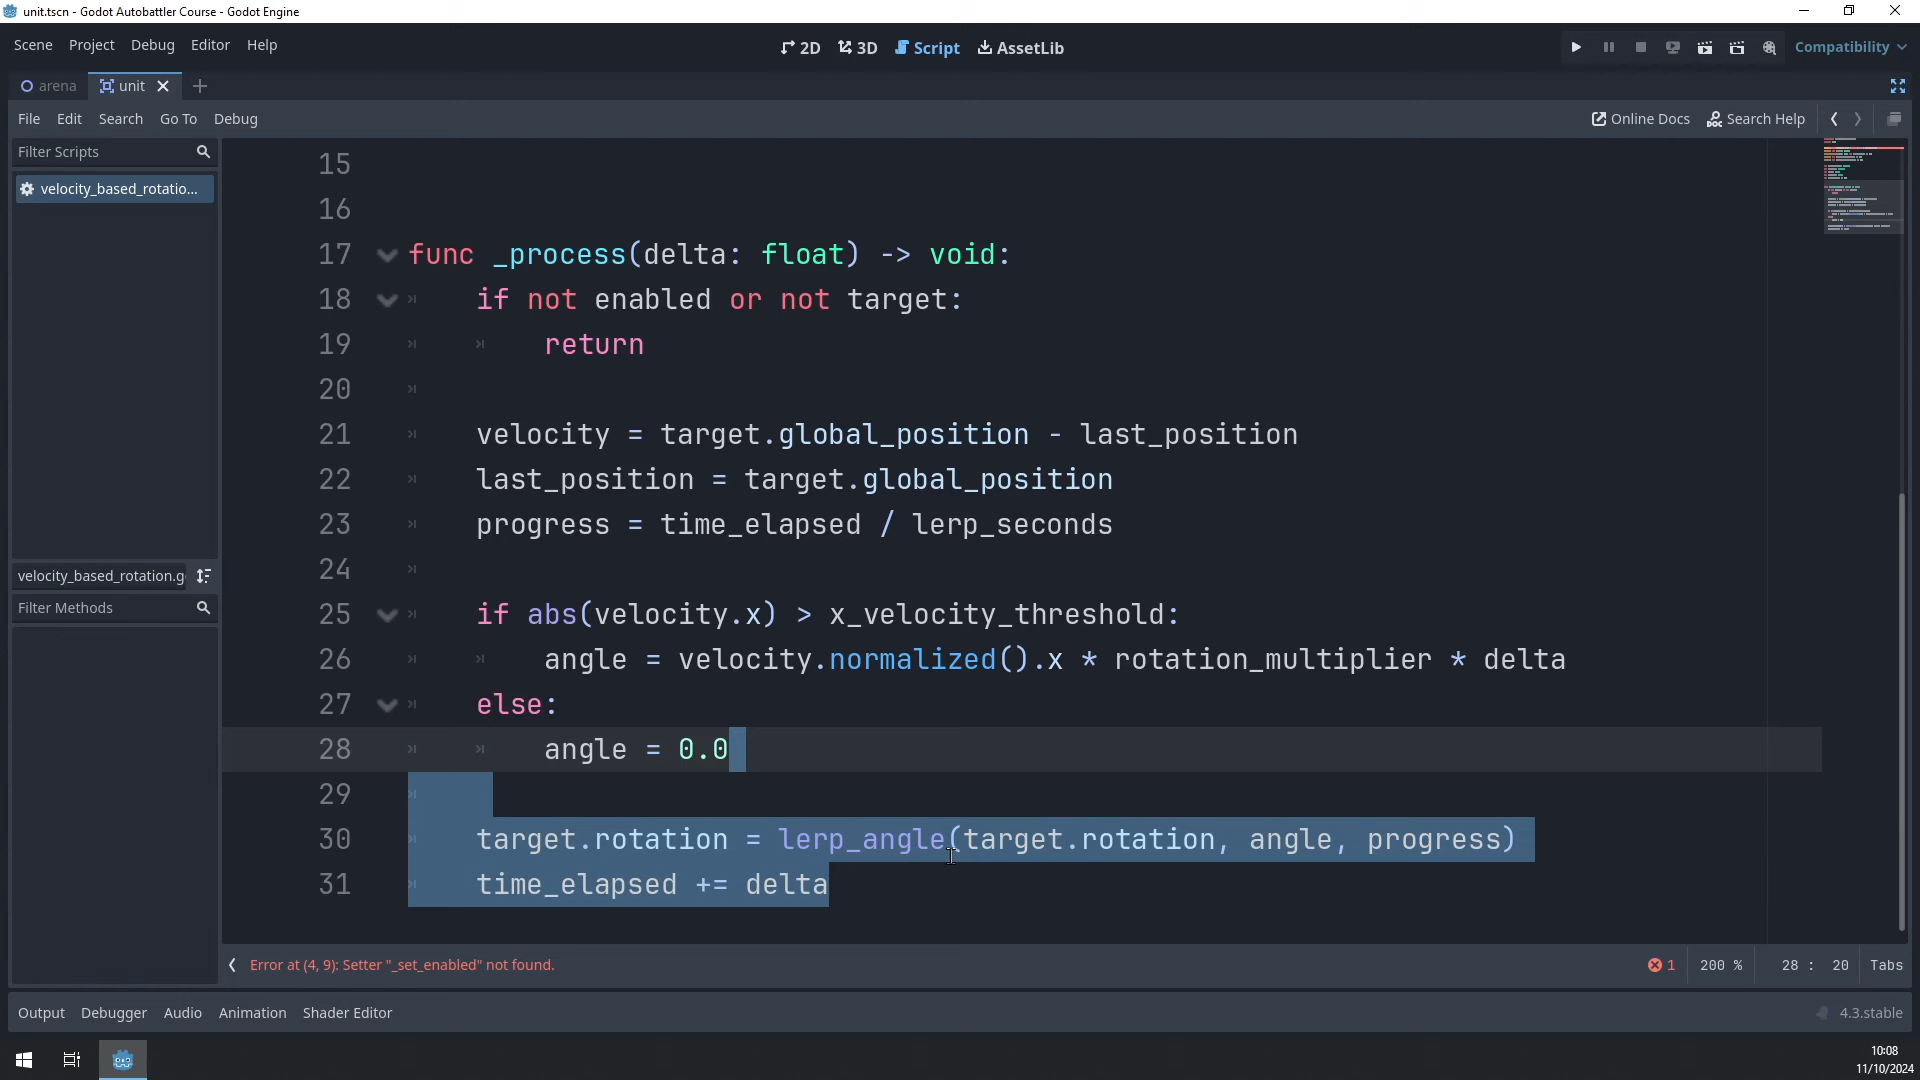 unit.tscn - Godot Autobattler Course - Godot Engine
Scene Project Debug Editor Help
2D 3D Script AssetLib
Compatibility
arena unit
File Edit Search Go To Debug
Online Docs Search Help
Filter Scripts
velocity_based_rotatio...
velocity_based_rotation.g
Filter Methods
15
16
17 func _process(delta: float) -> void:
18 if not enabled or not target:
19 return
20
21 velocity = target.global_position - last_position
22 last_position = target.global_position
23 progress = time_elapsed / lerp_seconds
24
25 if abs(velocity.x) > x_velocity_threshold:
26 angle = velocity.normalized().x * rotation_multiplier * delta
27 else:
28 angle = 0.0
29
30 target.rotation = lerp_angle(target.rotation, angle, progress)
31 time_elapsed += delta
Error at (4, 9): Setter "_set_enabled" not found.
1 200 % 28 : 20 Tabs
Output Debugger Audio Animation Shader Editor
4.3.stable
10:08
11/10/2024